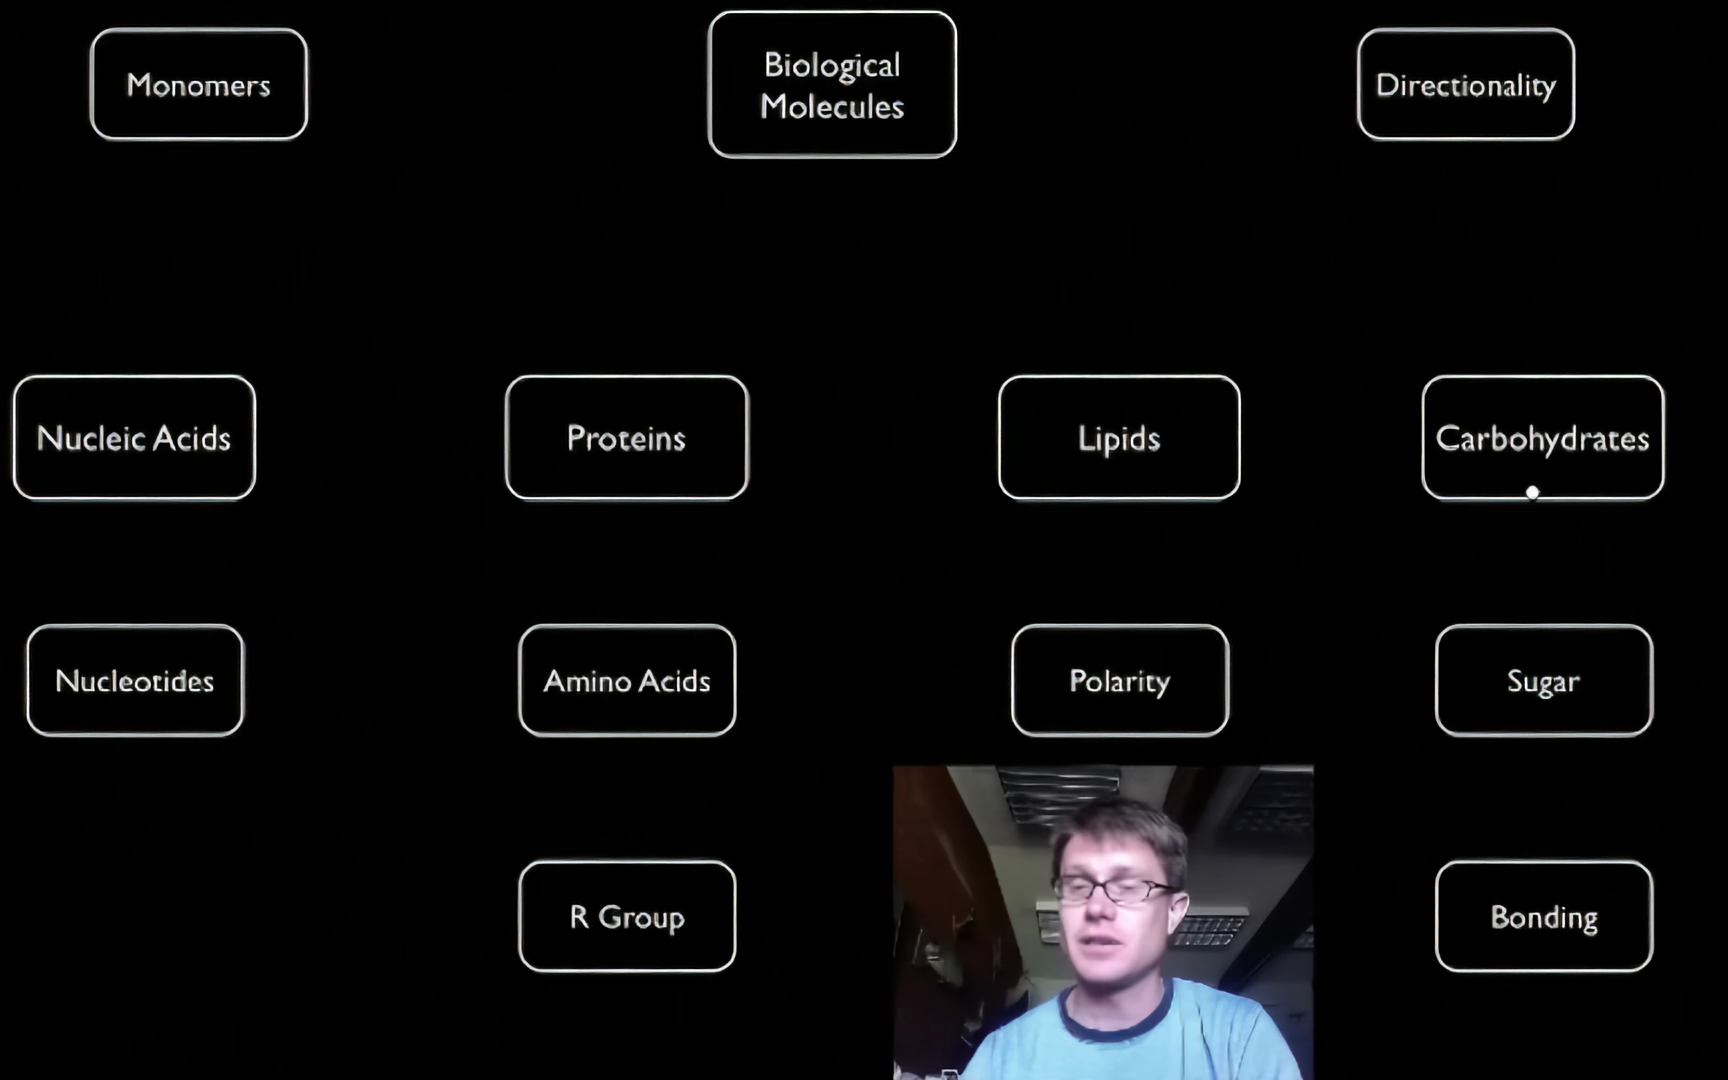 Monomers
Biological
Molecules
Directionality
Nucleic Acids
Proteins
Lipids
Carbohydrates
Nucleotides
Amino Acids
Polarity
Sugar
R Group
Bonding